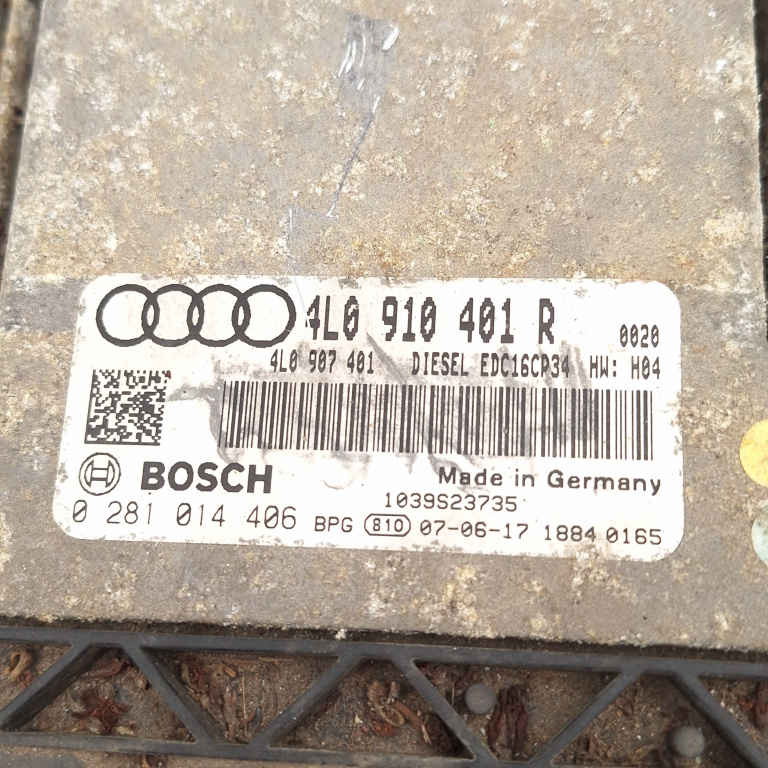 4L0 910 401 R 0020
4L0 907 401 DIESEL EDC16CP34 HW: H04
BOSCH Made in Germany
1039S23735
0 281 014 406 BPG 810 07-06-17 1884 0165